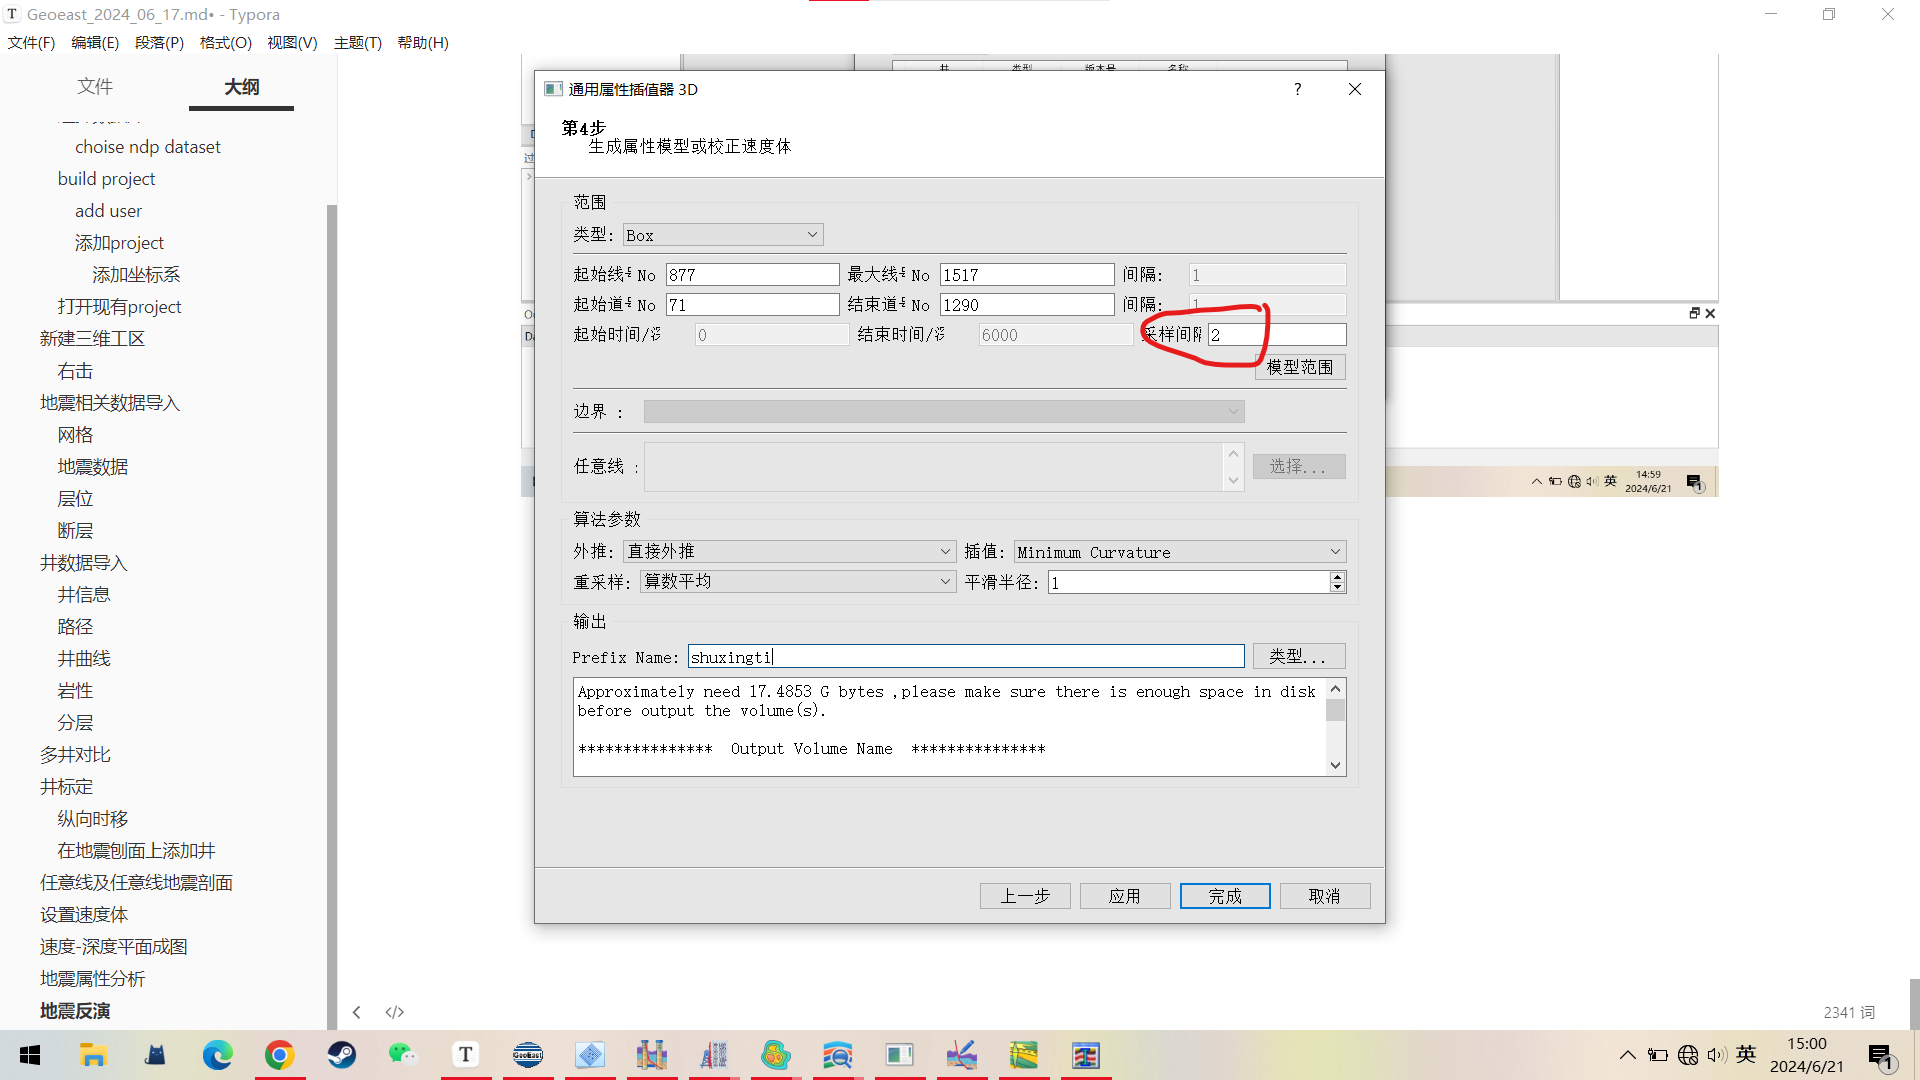 T Geoeast_2024_06_17.md• - Typora
文件(F) 编辑(E) 段落(P) 格式(O) 视图(V) 主题(T) 帮助(H)
文件 大纲
choise ndp dataset
build project
add user
添加project
添加坐标系
打开现有project
新建三维工区
右击
地震相关数据导入
网格
地震数据
层位
断层
井数据导入
井信息
路径
井曲线
岩性
分层
多井对比
井标定
纵向时移
在地震刨面上添加井
任意线及任意线地震剖面
设置速度体
速度-深度平面成图
地震属性分析
地震反演
井 类型 版本号 名称
通用属性插值器 3D ?
第4步
生成属性模型或校正速度体
范围
类型: Box
起始线号 No 877 最大线号 No 1517 间隔: 1
起始道号 No 71 结束道号 No 1290 间隔: 1
起始时间/深 0 结束时间/深 6000 采样间隔 2
模型范围
边界 :
任意线 : 选择...
算法参数
外推: 直接外推 插值: Minimum Curvature
重采样: 算数平均 平滑半径: 1
输出
Prefix Name: shuxingti 类型...
Approximately need 17.4853 G bytes ,please make sure there is enough space in disk
before output the volume(s).
*************** Output Volume Name ***************
上一步 应用 完成 取消
英 14:59
2024/6/21 1
</> 2341 词
T GeoEast 英 15:00
2024/6/21 1